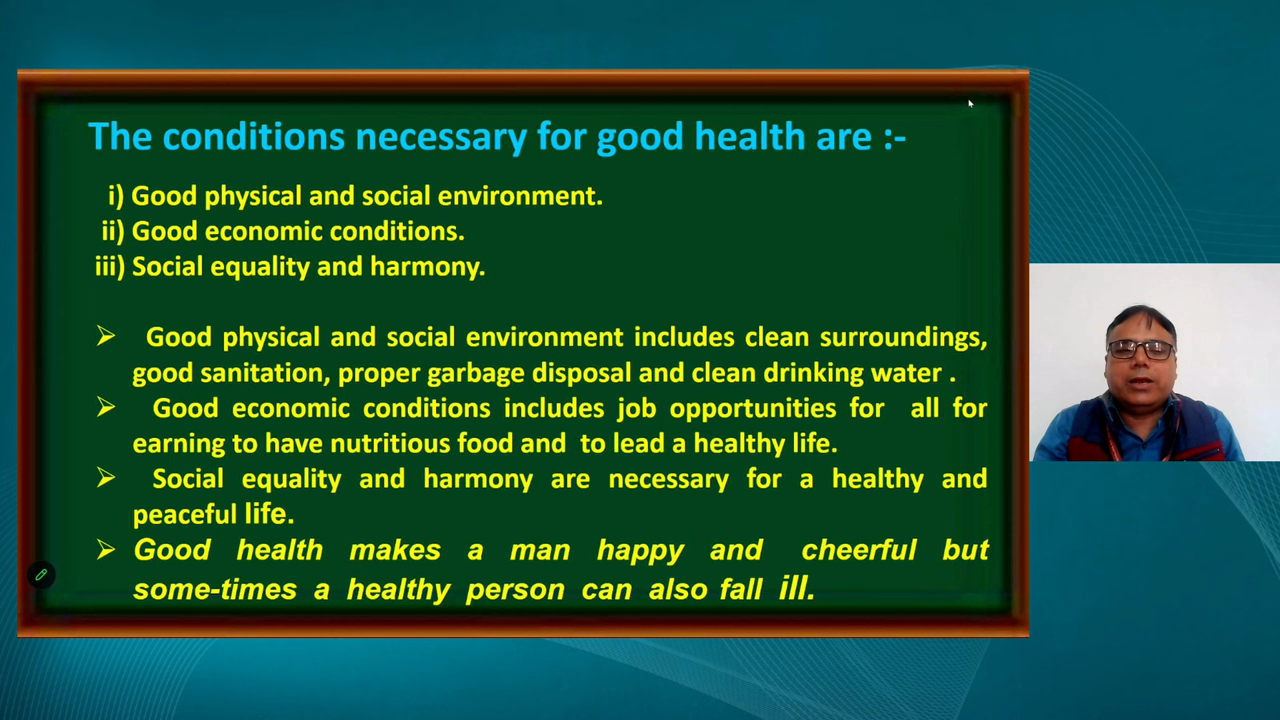 The conditions necessary for good health are :-
i) Good physical and social environment.
ii) Good economic conditions.
iii) Social equality and harmony.
➢ Good physical and social environment includes clean surroundings,
good sanitation, proper garbage disposal and clean drinking water .
➢ Good economic conditions includes job opportunities for all for
earning to have nutritious food and to lead a healthy life.
➢ Social equality and harmony are necessary for a healthy and
peaceful life.
➢ Good health makes a man happy and cheerful but
some-times a healthy person can also fall ill.